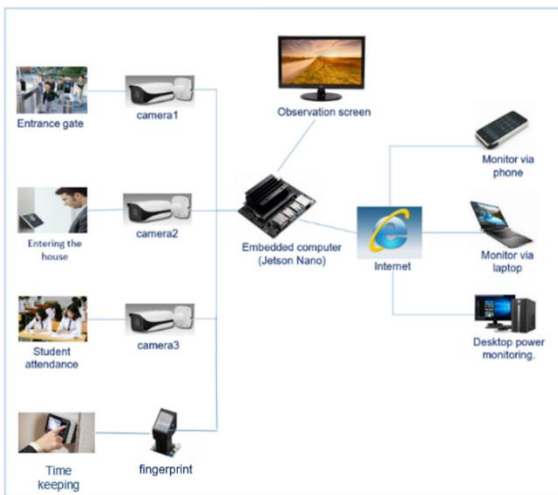 Entrance gate
camera1
Observation screen
Monitor via
phone
Entering the
house
camera2
Embedded computer
(Jetson Nano)
Internet
Monitor via
laptop
Student
attendance
camera3
Desktop power
monitoring.
Time
keeping
fingerprint